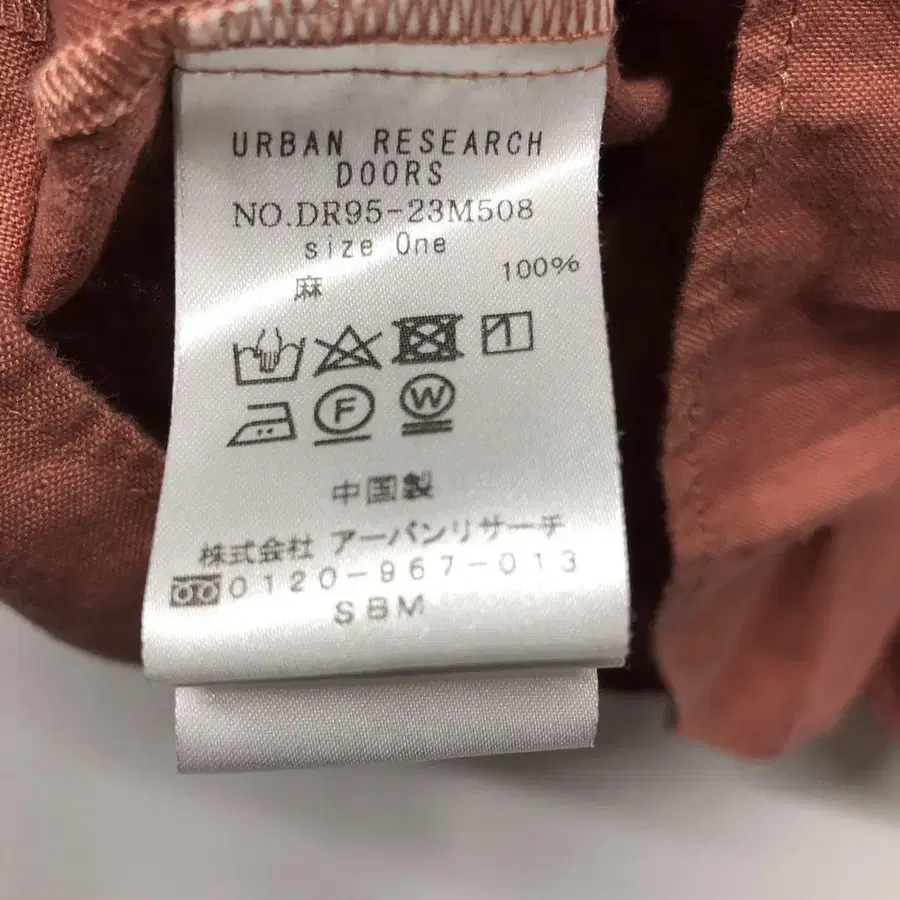 URBAN RESEARCH
DOORS
NO.DR95-23M508
size One
麻 100%
F W
中国製
株式会社 アーバンリサーチ
0120-967-013
SBM